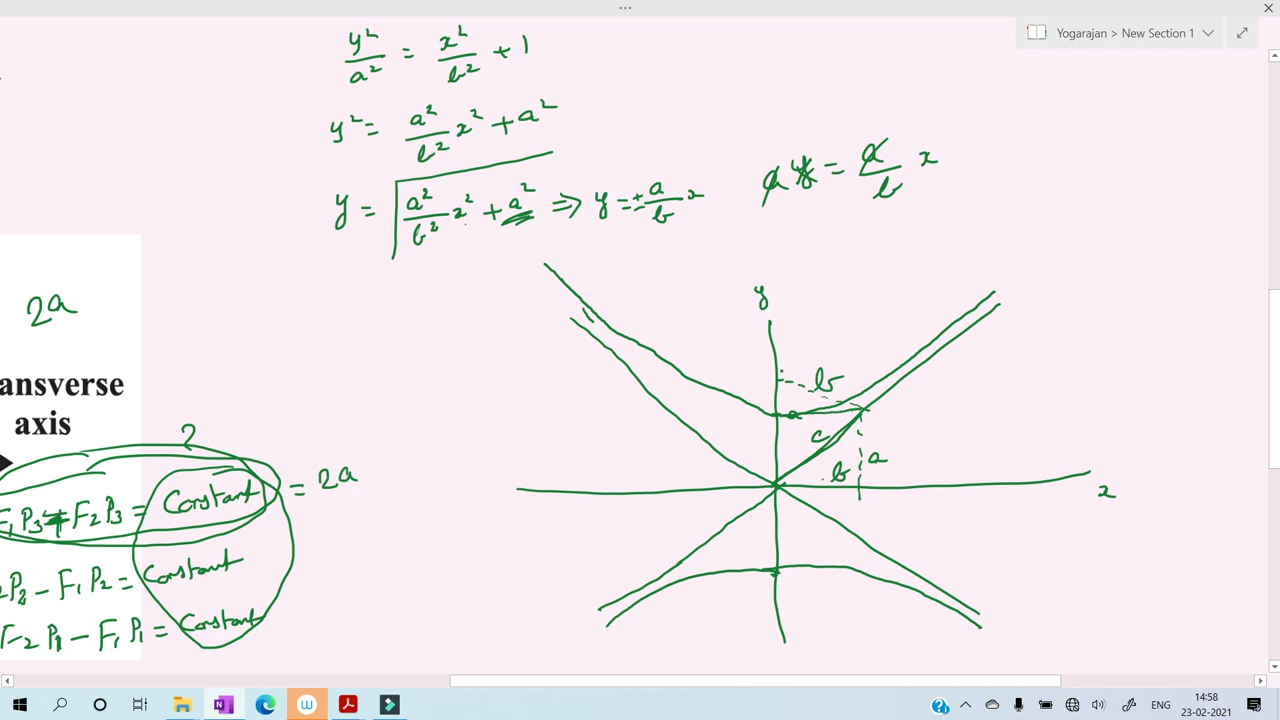 Yogarajan > New Section 1
y²/a² = x²/b² + 1
y² = a²/b² x² + a²
y = √(a²/b² x² + a²) ⇒ y = ± a/b x
y = a/b x
y
b
a
c
b a
x
2a
ansverse
axis
2
F₁P₃ - F₂P₃ = Constant = 2a
2P₂ - F₁P₂ = Constant
F₂P₁ - F₁P₁ = Constant
ENG
14:58
23-02-2021